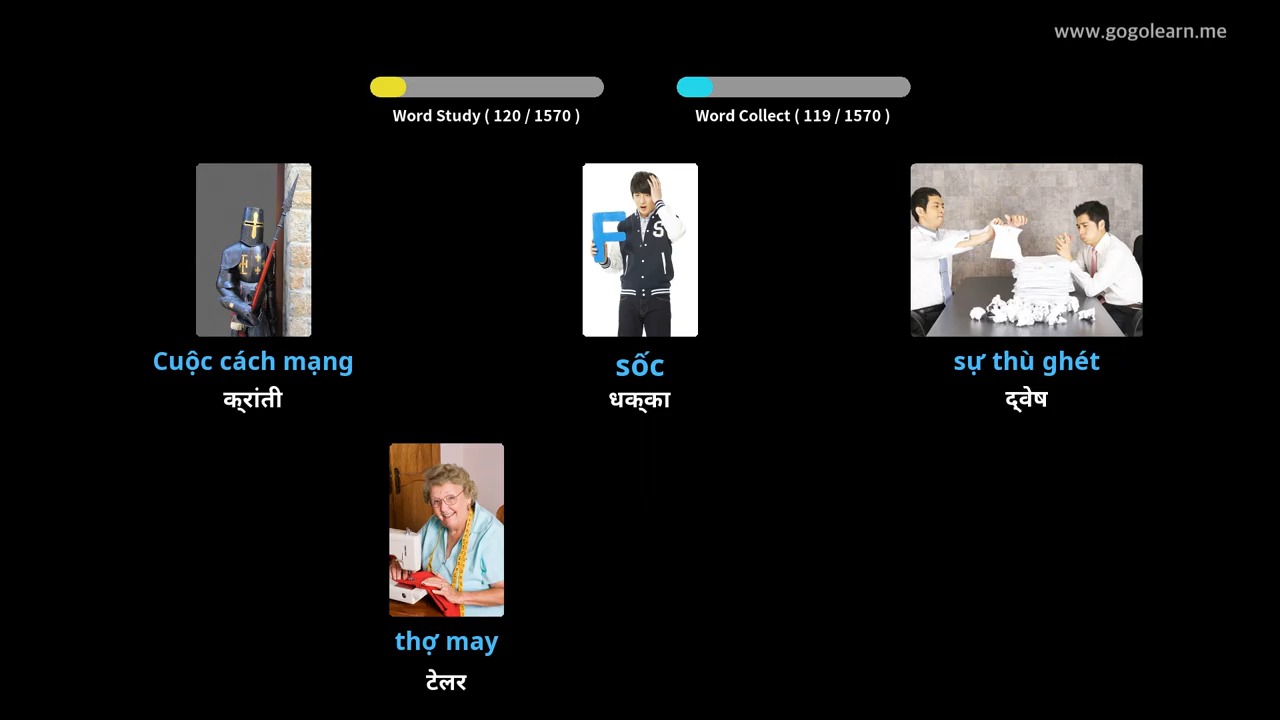 www.gogolearn.me
Word Study ( 120 / 1570 )
Word Collect ( 119 / 1570 )
F
S
Cuộc cách mạng
sốc
sự thù ghét
क्रांती
धक्का
द्वेष
thợ may
टेलर